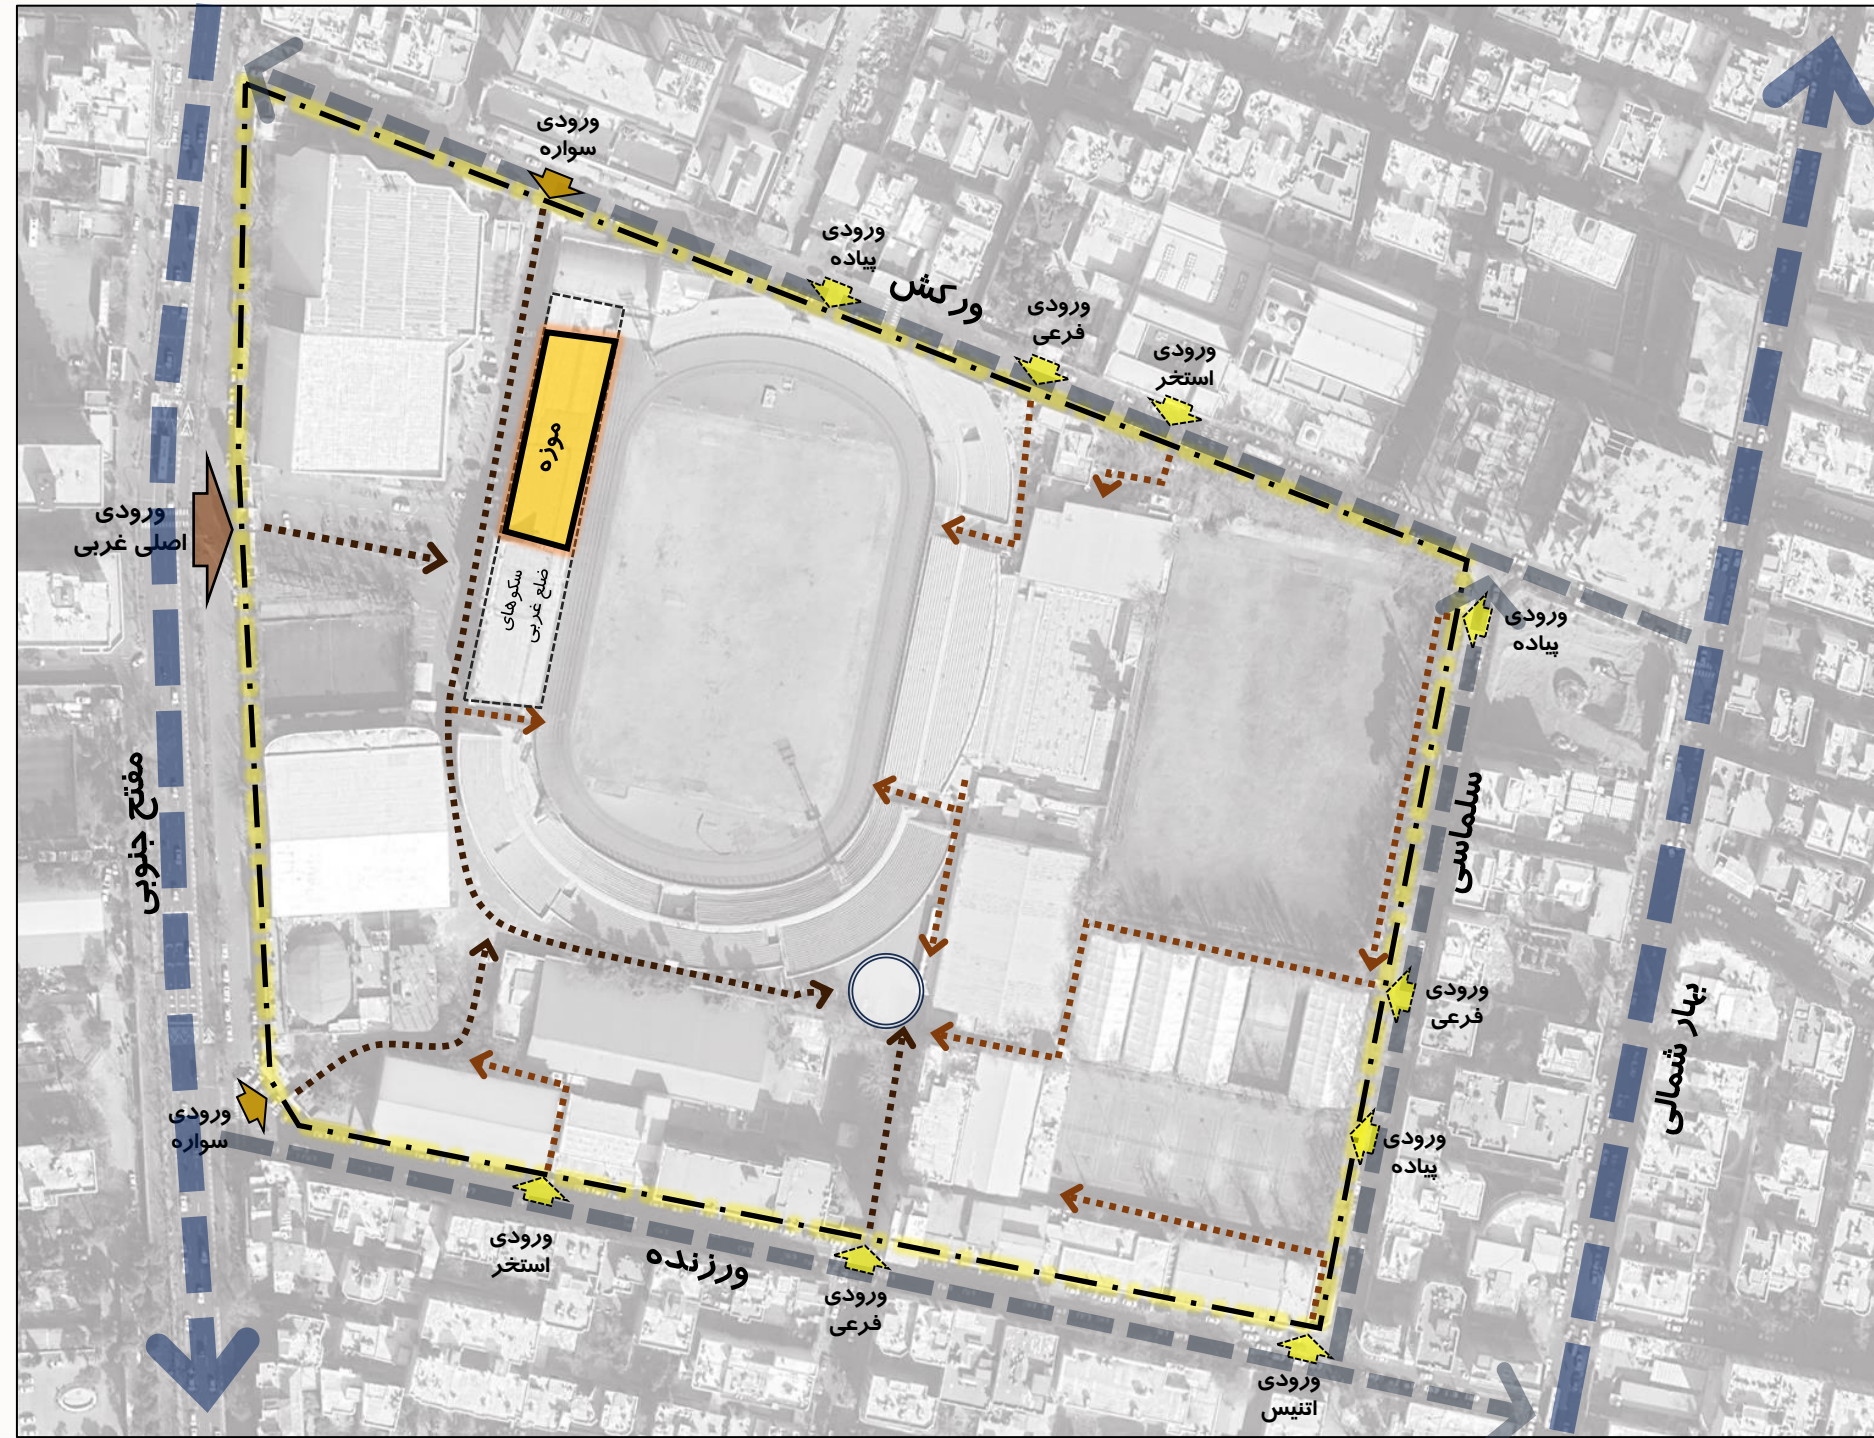 ورودی
سواره
ورودی
پیاده
ورکش
ورودی
فرعی
ورودی
استخر
موزه
ورودی
اصلی غربی
سکوهای
ضلع غربی
ورودی
پیاده
مفتح جنوبی
سلماسی
ورودی
فرعی
بهار شمالی
ورودی
سواره
ورودی
پیاده
ورودی
استخر
ورزنده
ورودی
فرعی
ورودی
اتنیس